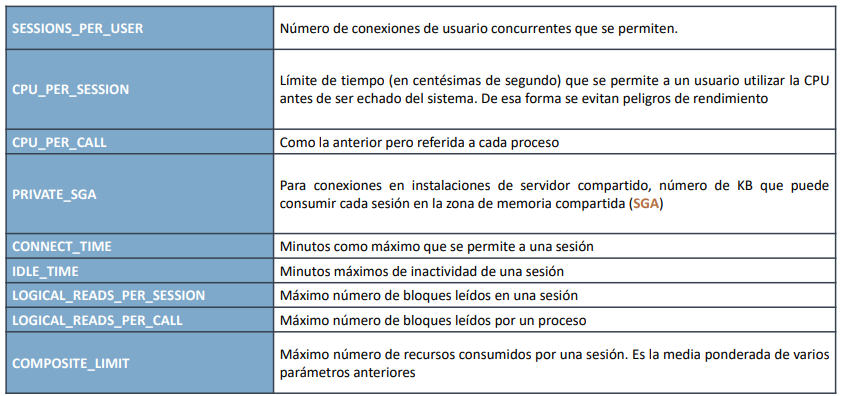 SESSIONS_PER_USER
Número de conexiones de usuario concurrentes que se permiten.
CPU_PER_SESSION
Límite de tiempo (en centésimas de segundo) que se permite a un usuario utilizar la CPU
antes de ser echado del sistema. De esa forma se evitan peligros de rendimiento
CPU_PER_CALL
Como la anterior pero referida a cada proceso
PRIVATE_SGA
Para conexiones en instalaciones de servidor compartido, número de KB que puede
consumir cada sesión en la zona de memoria compartida (SGA)
CONNECT_TIME
Minutos como máximo que se permite a una sesión
IDLE_TIME
Minutos máximos de inactividad de una sesión
LOGICAL_READS_PER_SESSION
Máximo número de bloques leídos en una sesión
LOGICAL_READS_PER_CALL
Máximo número de bloques leídos por un proceso
COMPOSITE_LIMIT
Máximo número de recursos consumidos por una sesión. Es la media ponderada de varios
parámetros anteriores